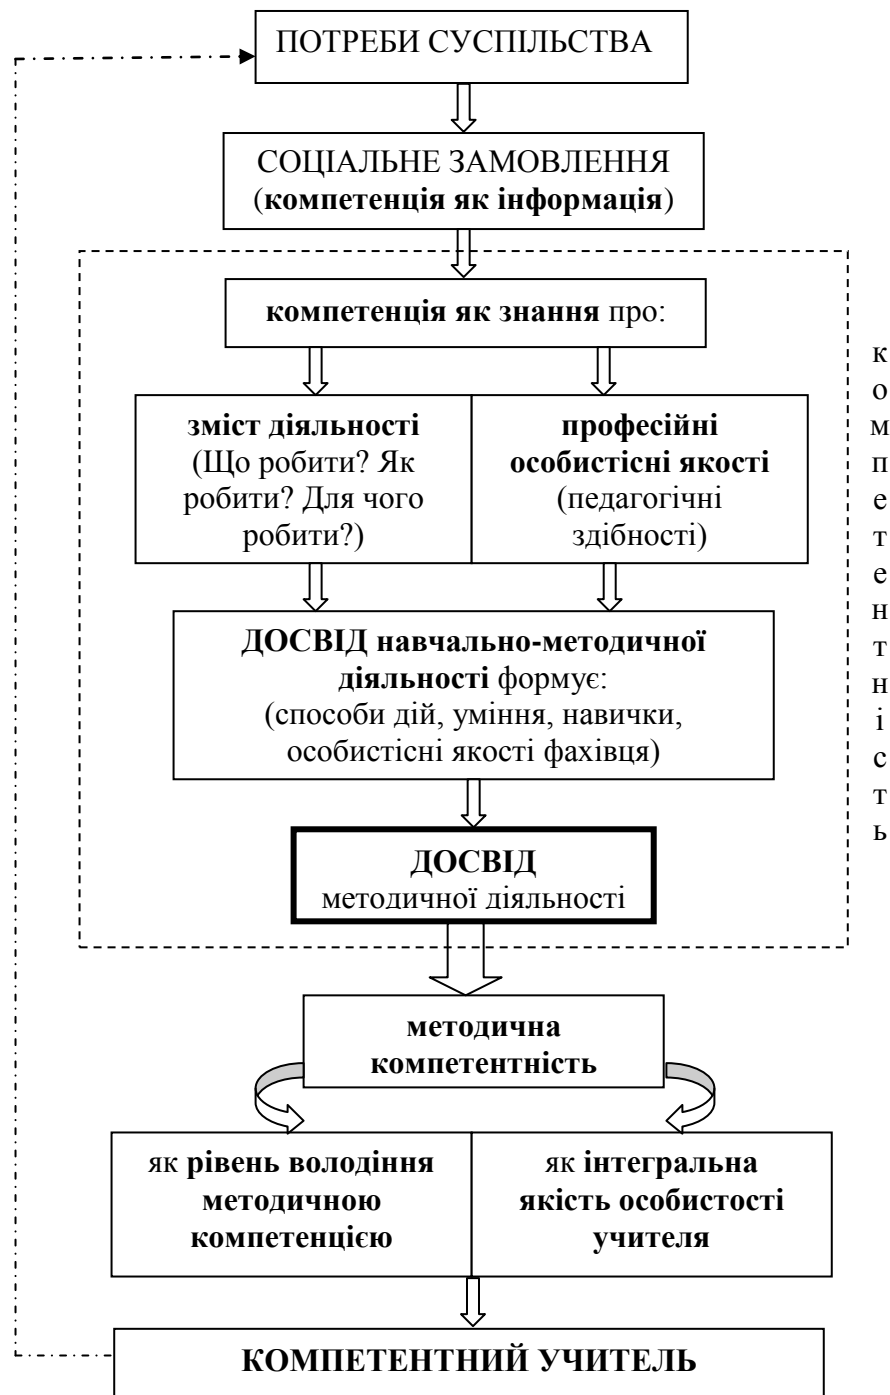 ПОТРЕБИ СУСПІЛЬСТВА
СОЦІАЛЬНЕ ЗАМОВЛЕННЯ
(компетенція як інформація)
компетенція як знання про:
зміст діяльності
(Що робити? Як
робити? Для чого
робити?)
професійні
особистісні якості
(педагогічні
здібності)
ДОСВІД навчально-методичної
діяльності формує:
(способи дій, уміння, навички,
особистісні якості фахівця)
ДОСВІД
методичної діяльності
компетентність
методична
компетентність
як рівень володіння
методичною
компетенцією
як інтегральна
якість особистості
учителя
КОМПЕТЕНТНИЙ УЧИТЕЛЬ